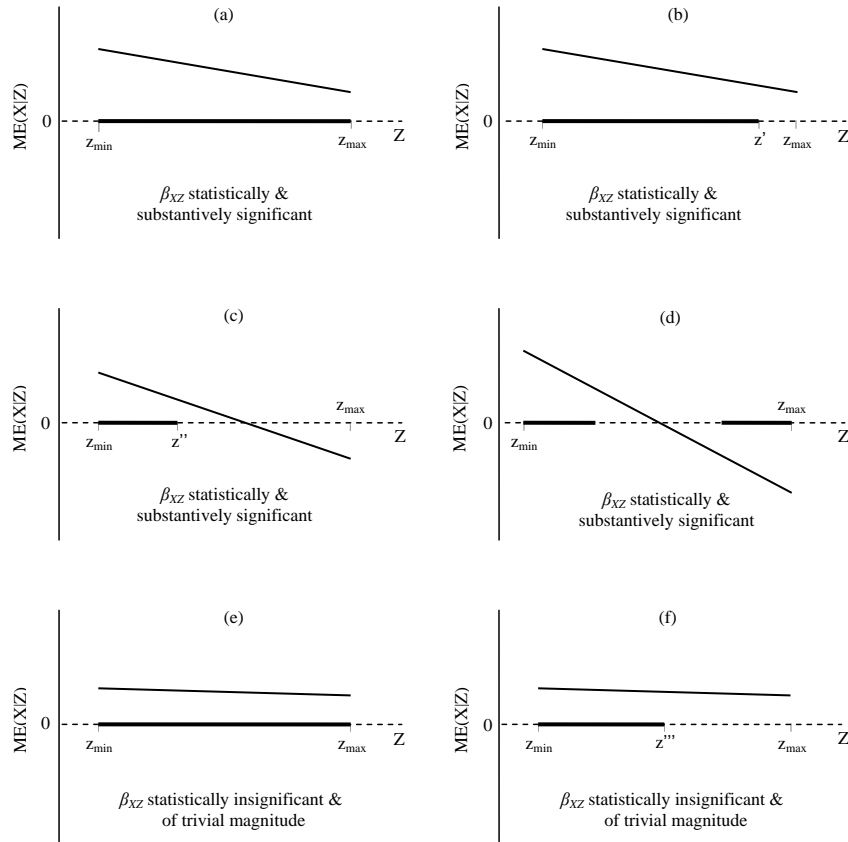 (a)
ME(X|Z)
0
z_min
z_max
Z
β_XZ statistically &
substantively significant
(b)
ME(X|Z)
0
z_min
z'
z_max
Z
β_XZ statistically &
substantively significant
(c)
ME(X|Z)
z_max
0
z_min
z''
Z
β_XZ statistically &
substantively significant
(d)
ME(X|Z)
z_max
0
z_min
Z
β_XZ statistically &
substantively significant
(e)
ME(X|Z)
0
z_min
z_max
Z
β_XZ statistically insignificant &
of trivial magnitude
(f)
ME(X|Z)
0
z_min
z'''
z_max
Z
β_XZ statistically insignificant &
of trivial magnitude